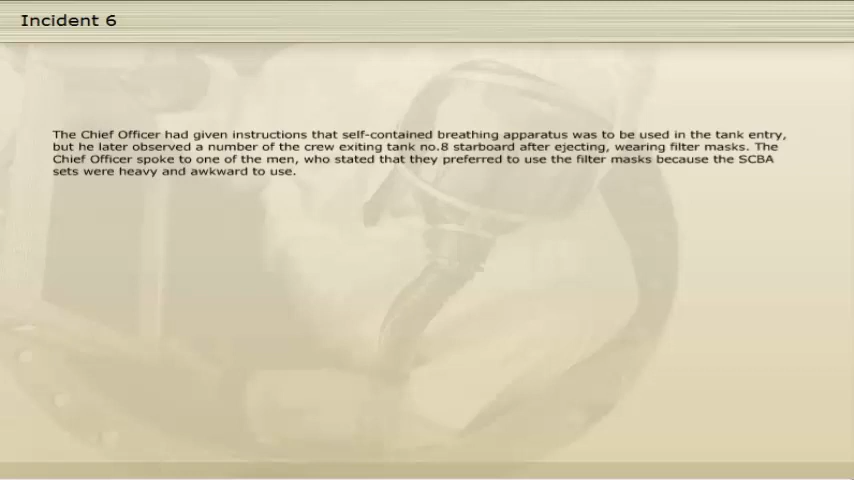 Incident 6
The Chief Officer had given instructions that self-contained breathing apparatus was to be used in the tank entry,
but he later observed a number of the crew exiting tank no.8 starboard after ejecting, wearing filter masks. The
Chief Officer spoke to one of the men, who stated that they preferred to use the filter masks because the SCBA
sets were heavy and awkward to use.